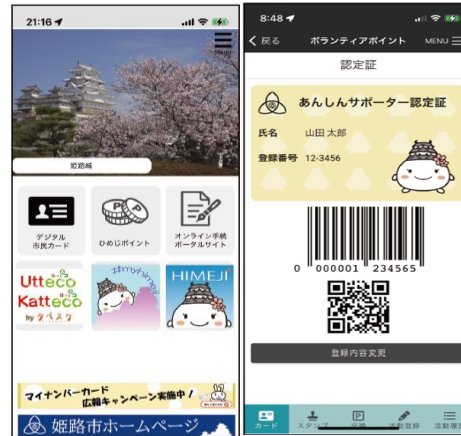 21:16
Menu
姫路城
デジタル
市民カード
ひめじポイント
オンライン手続
ポータルサイト
Utteco
Katteco
by タベスケ
#myhimeji
HIMEJI
マイナンバーカード
広報キャンペーン実施中!
姫路市ホームページ
8:48
戻る
ボランティアポイント
MENU
認定証
あんしんサポーター認定証
氏名 山田 太郎
登録番号 12-3456
0 000001 234565
登録内容変更
カード
スタンプ
交換
活動登録
活動履歴